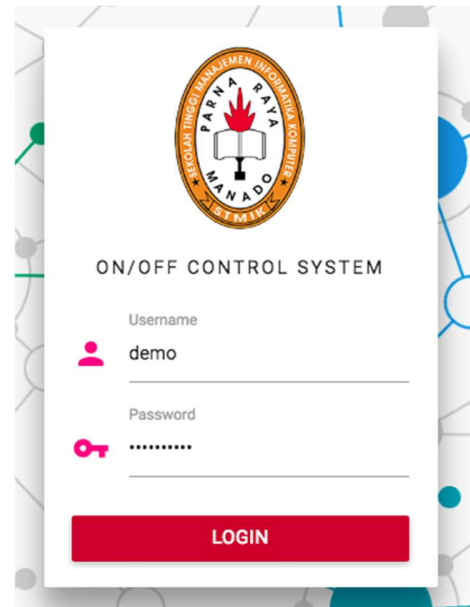 SEKOLAH TINGGI MANAJEMEN INFORMATIKA KOMPUTER
PARNA RAYA
MANADO
STMIK
ON/OFF CONTROL SYSTEM
Username
demo
Password
••••••••••
LOGIN